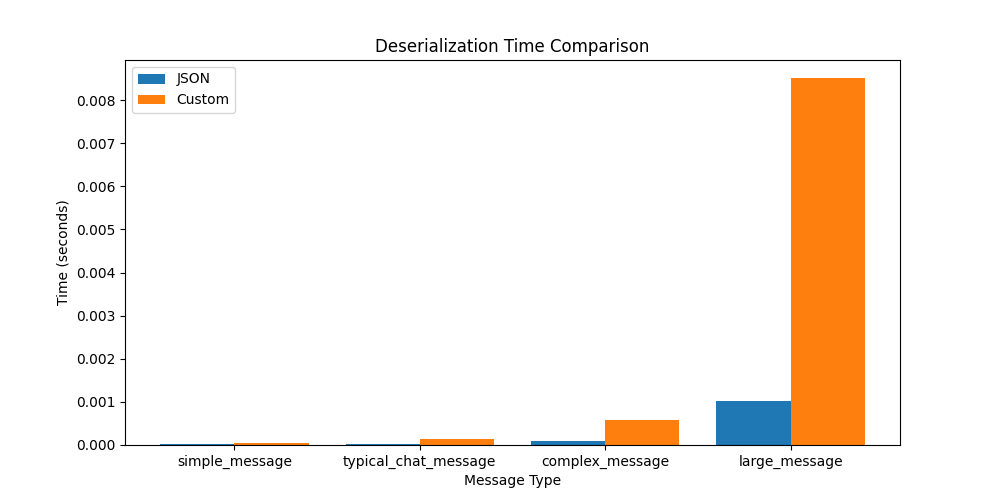 Deserialization Time Comparison
JSON
Custom
0.008
0.007
0.006
0.005
0.004
0.003
0.002
0.001
0.000
Time (seconds)
simple_message typical_chat_message complex_message large_message
Message Type